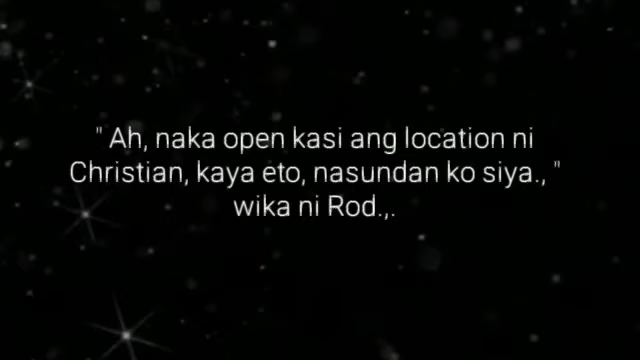 " Ah, naka open kasi ang location ni
Christian, kaya eto, nasundan ko siya., "
wika ni Rod.,.